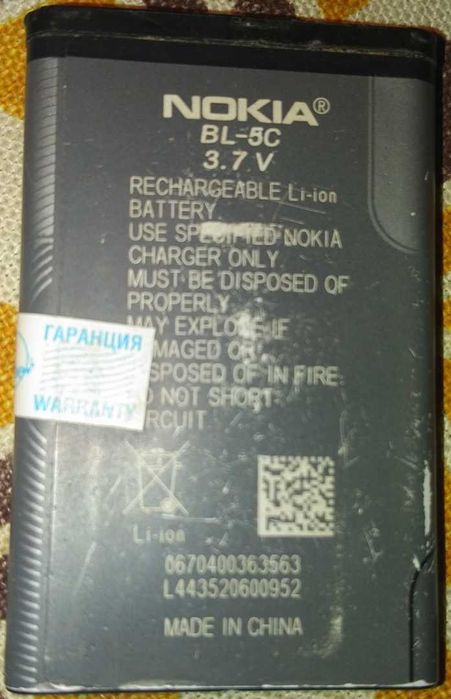 NOKIA®
BL-5C
3.7 V
RECHARGEABLE Li-ion
BATTERY
USE SPECIFIED NOKIA
CHARGER ONLY
MUST BE DISPOSED OF
PROPERLY
MAY EXPLODE IF
DAMAGED OR
DISPOSED OF IN FIRE
DO NOT SHORT
CIRCUIT
ГАРАНЦИЯ
WARRANTY
Li-ion
0670400363563
L443520600952
MADE IN CHINA